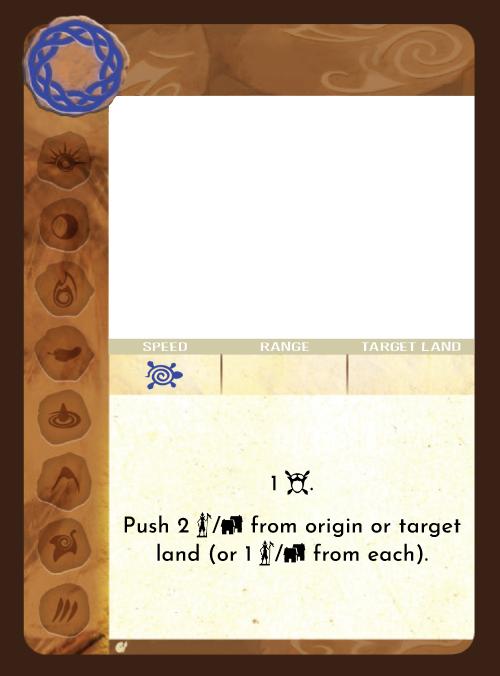 SPEED RANGE TARGET LAND
1 .
Push 2 / from origin or target
land (or 1 / from each).